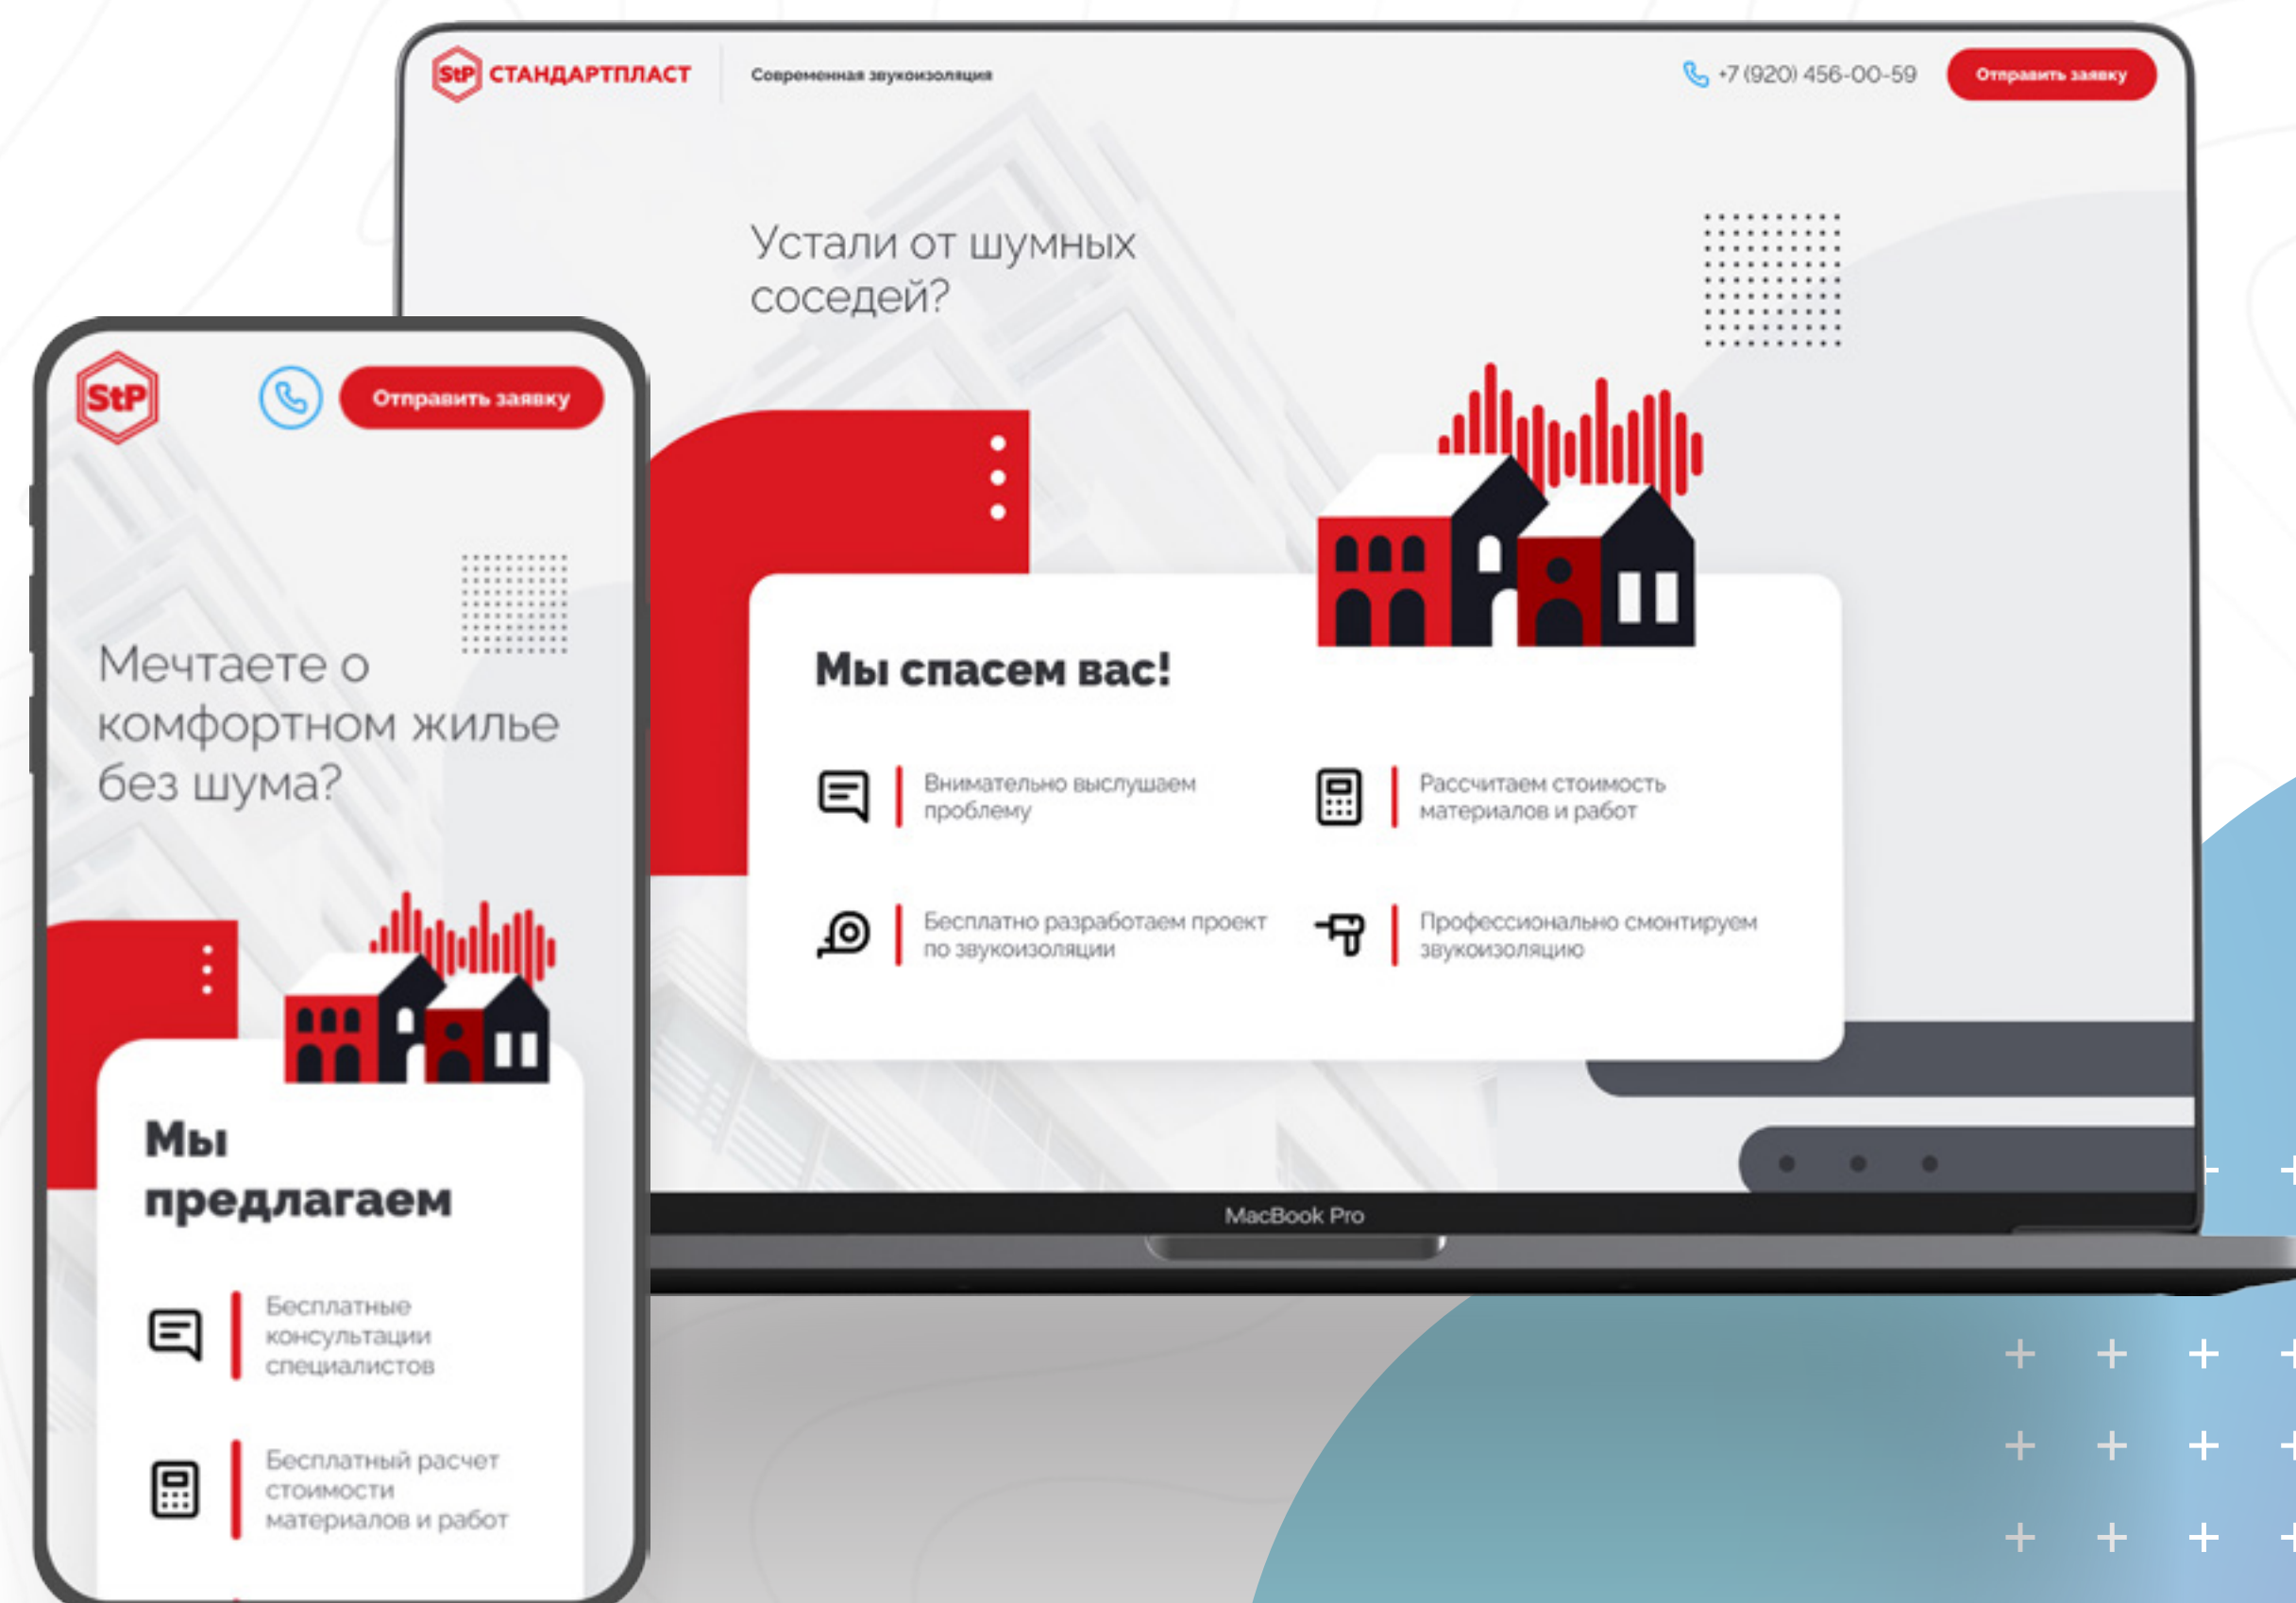 StP СТАНДАРТПЛАСТ
Современная звукоизоляция
+7 (920) 456-00-59
Отправить заявку
Устали от шумных
соседей?
Мы спасем вас!
Внимательно выслушаем
проблему
Рассчитаем стоимость
материалов и работ
Бесплатно разработаем проект
по звукоизоляции
Профессионально смонтируем
звукоизоляцию
MacBook Pro
StP
Отправить заявку
Мечтаете о
комфортном жилье
без шума?
Мы
предлагаем
Бесплатные
консультации
специалистов
Бесплатный расчет
стоимости
материалов и работ